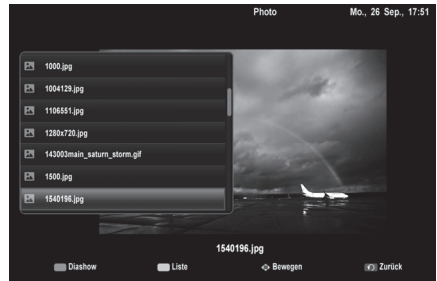 Photo Mo., 26 Sep., 17:51
1000.jpg
1004129.jpg
1106551.jpg
1280x720.jpg
143003main_saturn_storm.gif
1500.jpg
1540196.jpg
1540196.jpg
Diashow Liste Bewegen Zurück